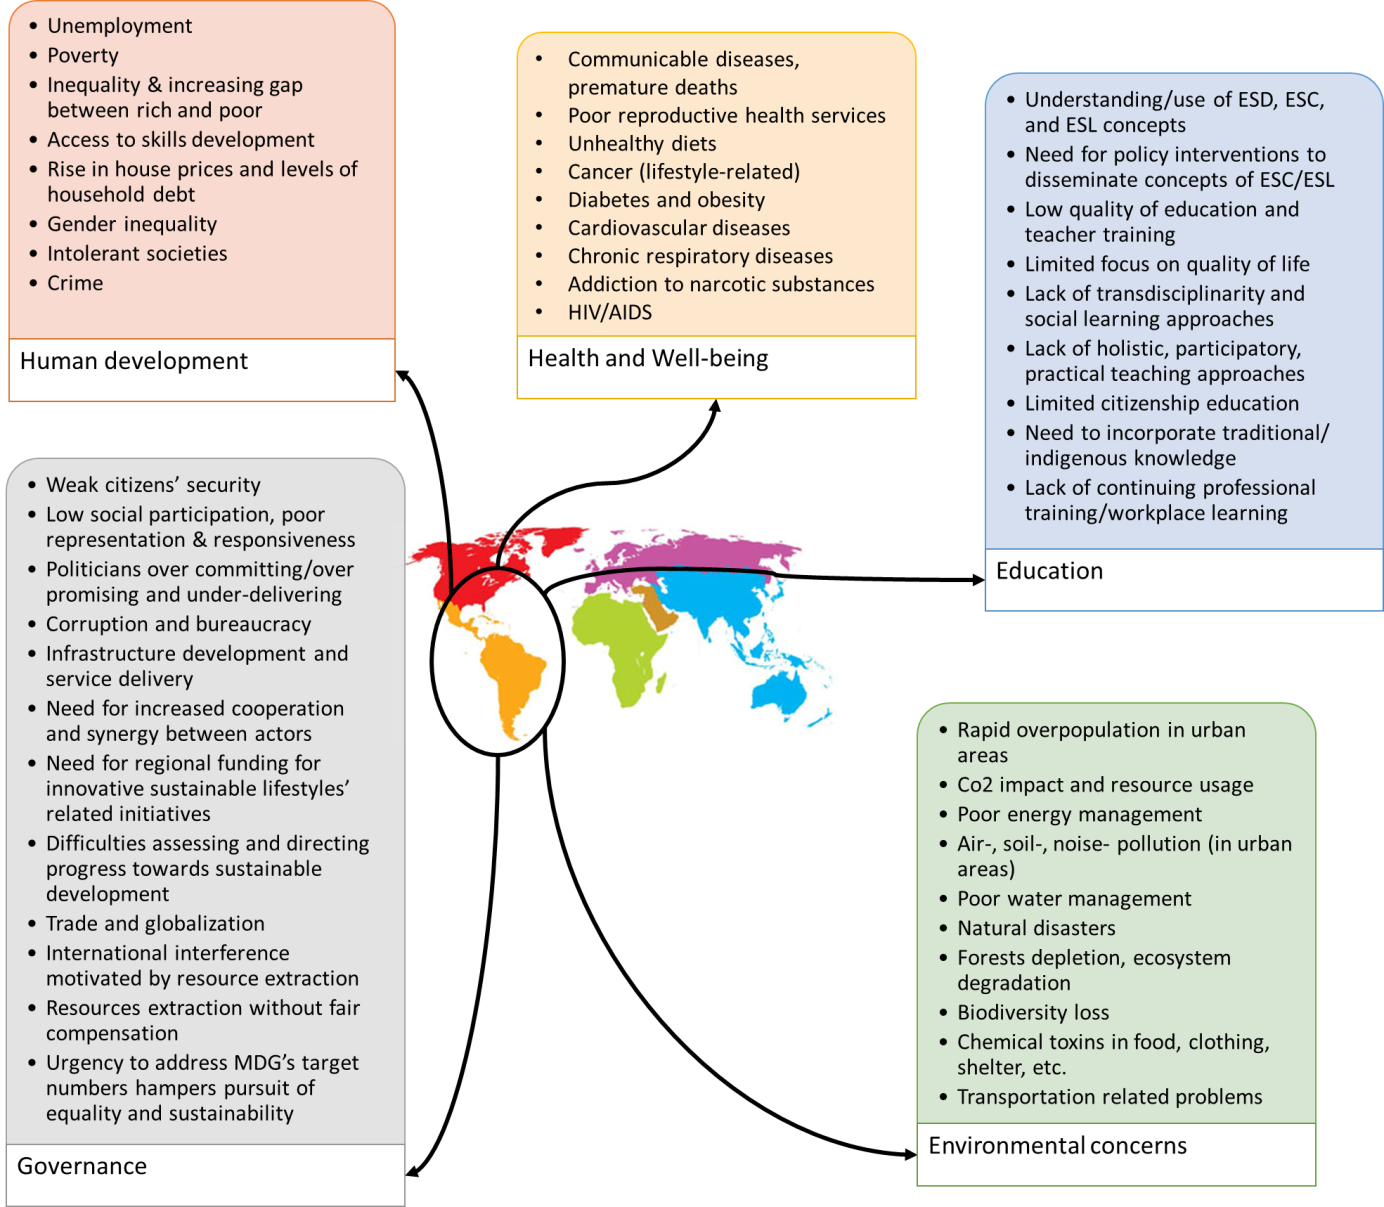 • Unemployment
• Poverty
• Inequality & increasing gap
between rich and poor
• Access to skills development
• Rise in house prices and levels of
household debt
• Gender inequality
• Intolerant societies
• Crime
Human development
• Communicable diseases,
premature deaths
• Poor reproductive health services
• Unhealthy diets
• Cancer (lifestyle-related)
• Diabetes and obesity
• Cardiovascular diseases
• Chronic respiratory diseases
• Addiction to narcotic substances
• HIV/AIDS
Health and Well-being
• Understanding/use of ESD, ESC,
and ESL concepts
• Need for policy interventions to
disseminate concepts of ESC/ESL
• Low quality of education and
teacher training
• Limited focus on quality of life
• Lack of transdisciplinarity and
social learning approaches
• Lack of holistic, participatory,
practical teaching approaches
• Limited citizenship education
• Need to incorporate traditional/
indigenous knowledge
• Lack of continuing professional
training/workplace learning
Education
• Weak citizens’ security
• Low social participation, poor
representation & responsiveness
• Politicians over committing/over
promising and under-delivering
• Corruption and bureaucracy
• Infrastructure development and
service delivery
• Need for increased cooperation
and synergy between actors
• Need for regional funding for
innovative sustainable lifestyles’
related initiatives
• Difficulties assessing and directing
progress towards sustainable
development
• Trade and globalization
• International interference
motivated by resource extraction
• Resources extraction without fair
compensation
• Urgency to address MDG’s target
numbers hampers pursuit of
equality and sustainability
Governance
• Rapid overpopulation in urban
areas
• Co2 impact and resource usage
• Poor energy management
• Air-, soil-, noise- pollution (in urban
areas)
• Poor water management
• Natural disasters
• Forests depletion, ecosystem
degradation
• Biodiversity loss
• Chemical toxins in food, clothing,
shelter, etc.
• Transportation related problems
Environmental concerns